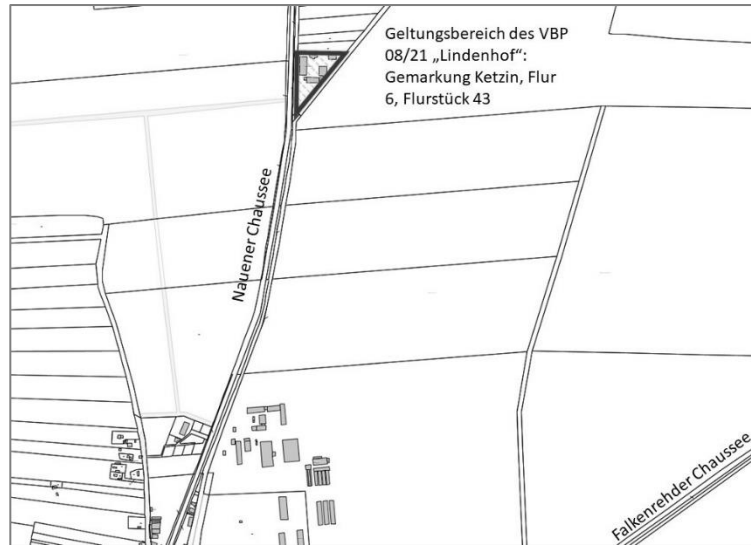 Geltungsbereich des VBP
08/21 „Lindenhof“:
Gemarkung Ketzin, Flur
6, Flurstück 43
Nauener Chaussee
Falkenrehder Chaussee